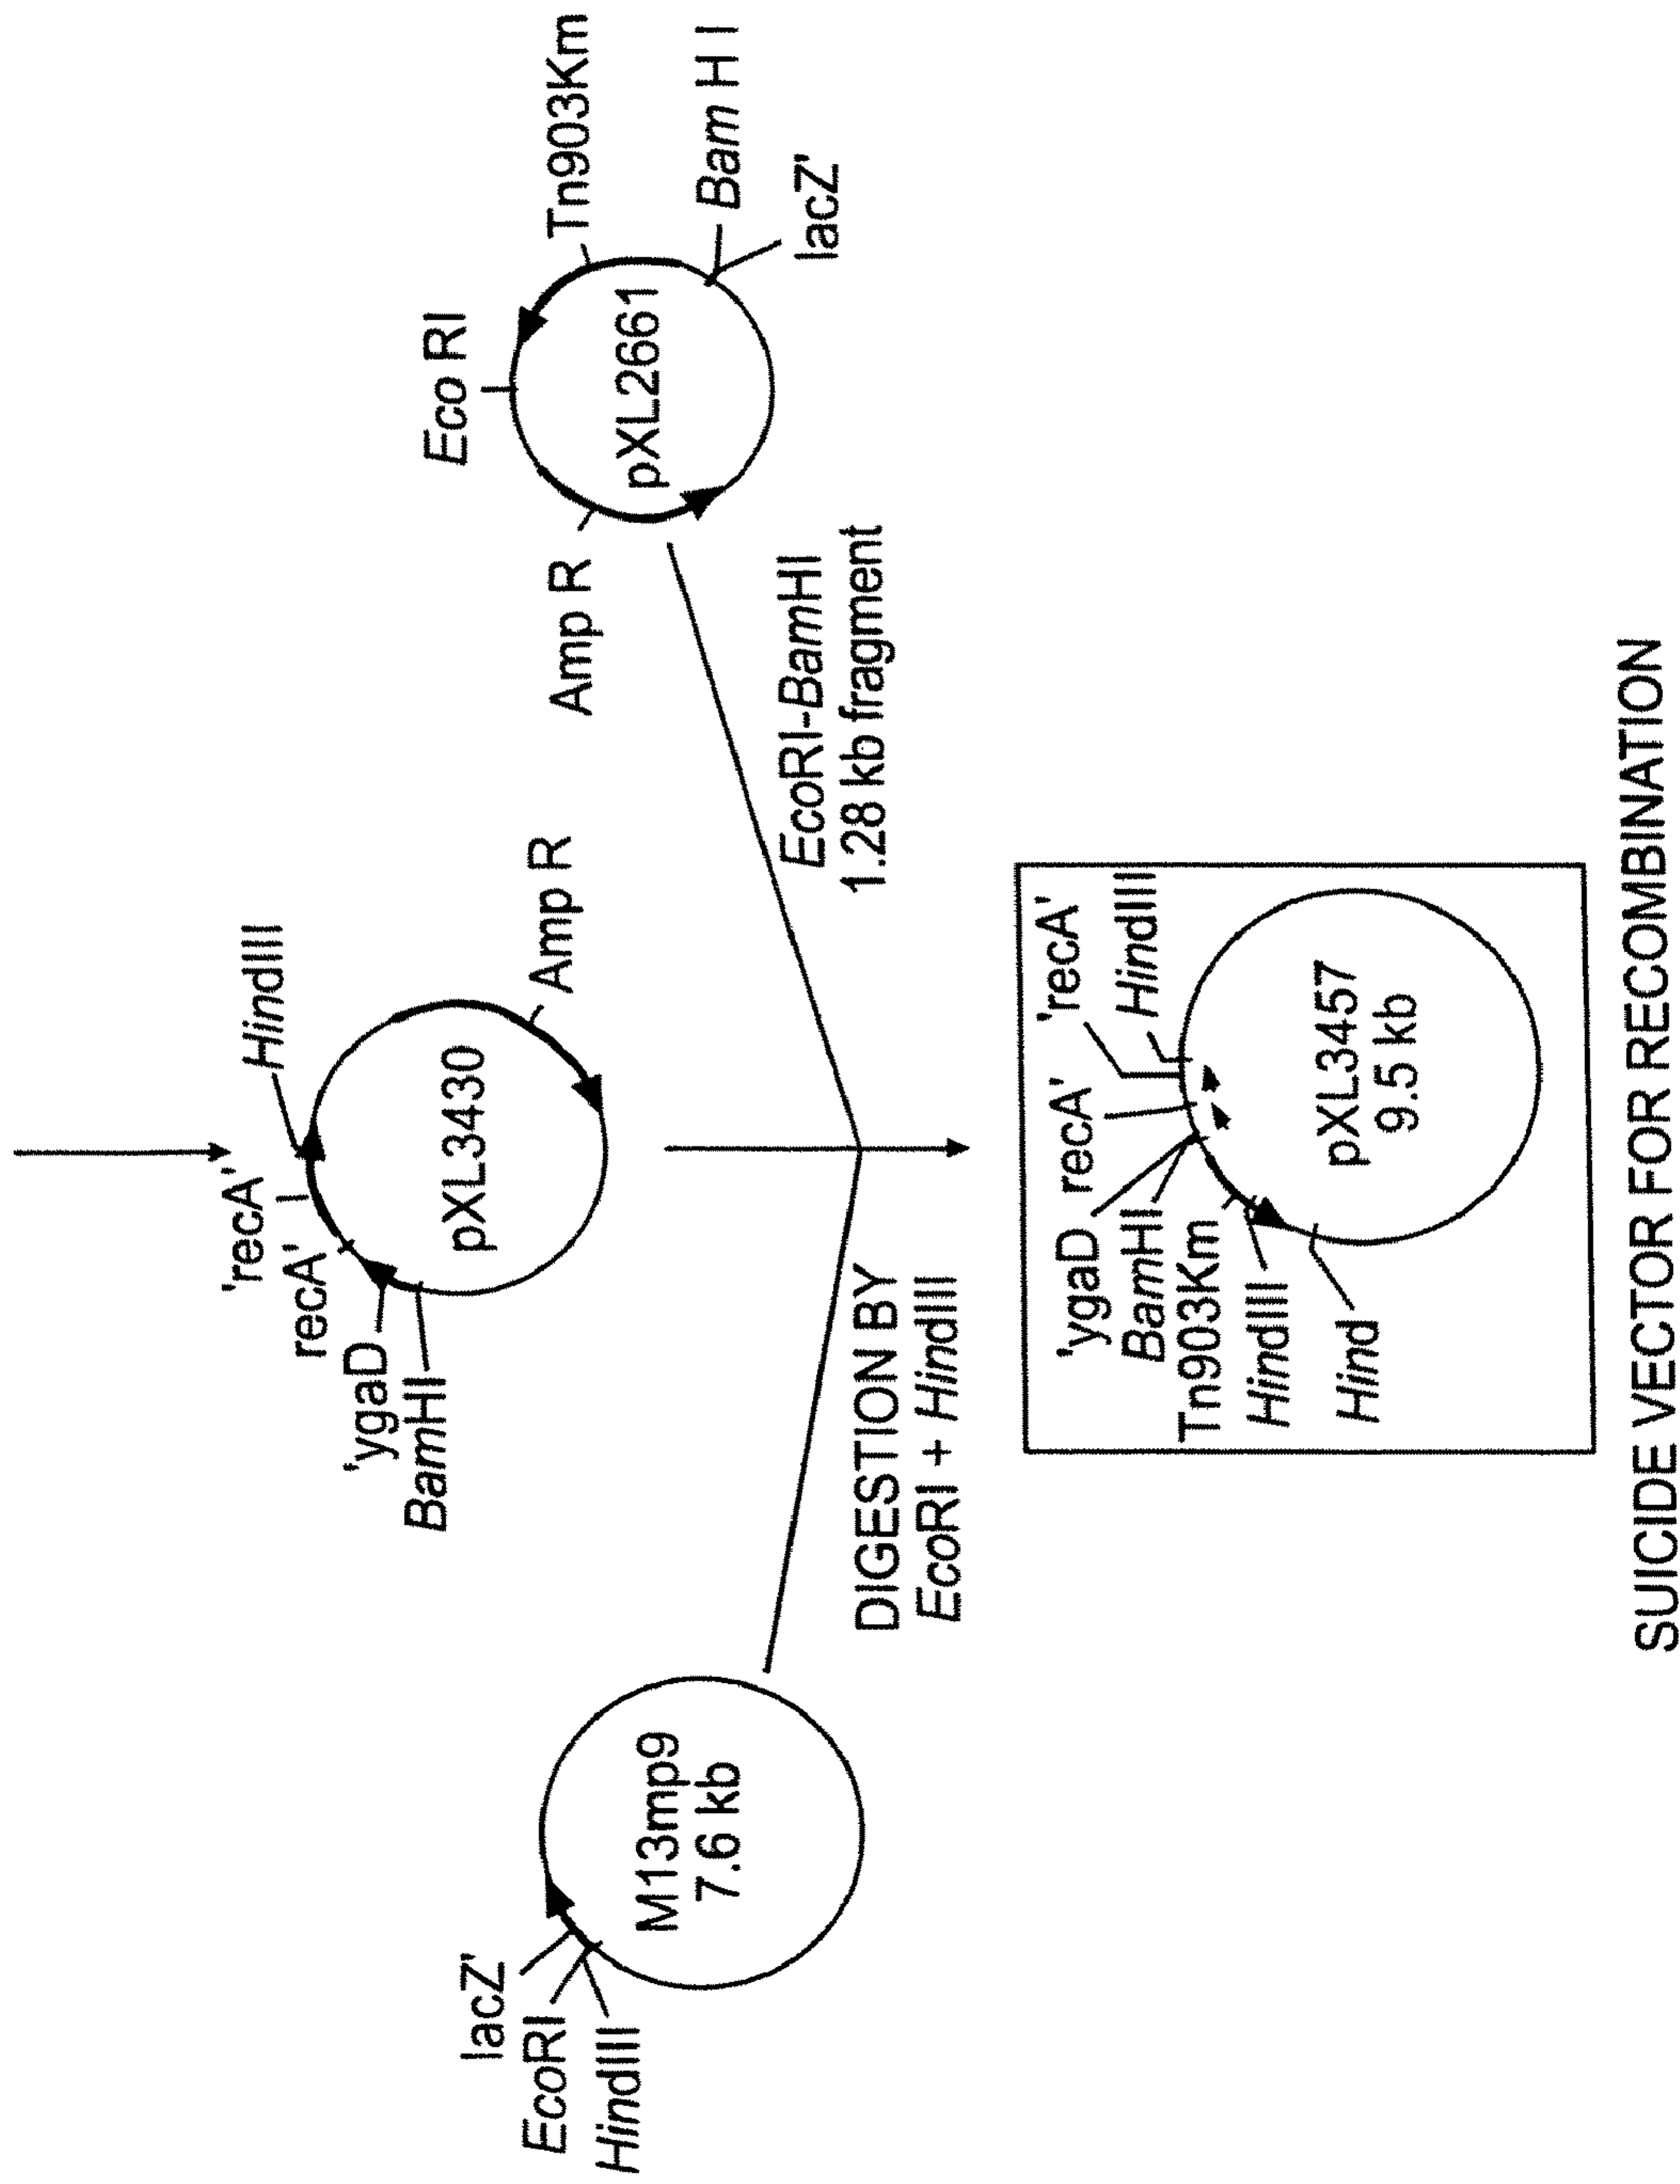 HindIII
'recA'
recA'
'ygaD
BamHI
pXL3430
Amp R
lacZ'
EcoRI
HindIII
M13mp9
7.6 kb
Eco RI
Tn903Km
Amp R
pXL2661
Bam H I
lacZ'
DIGESTION BY
EcoRI + HindIII
EcoRI-BamHI
1.28 kb fragment
'recA'
recA'
HindIII
'ygaD
BamHI
Tn903Km
HindIII
Hind
pXL3457
9.5 kb
SUICIDE VECTOR FOR RECOMBINATION